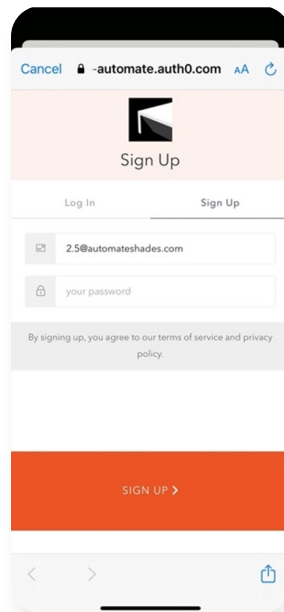 Cancel -automate.auth0.com AA
Sign Up
Log In Sign Up
2.5@automateshades.com
your password
By signing up, you agree to our terms of service and privacy
policy.
SIGN UP >